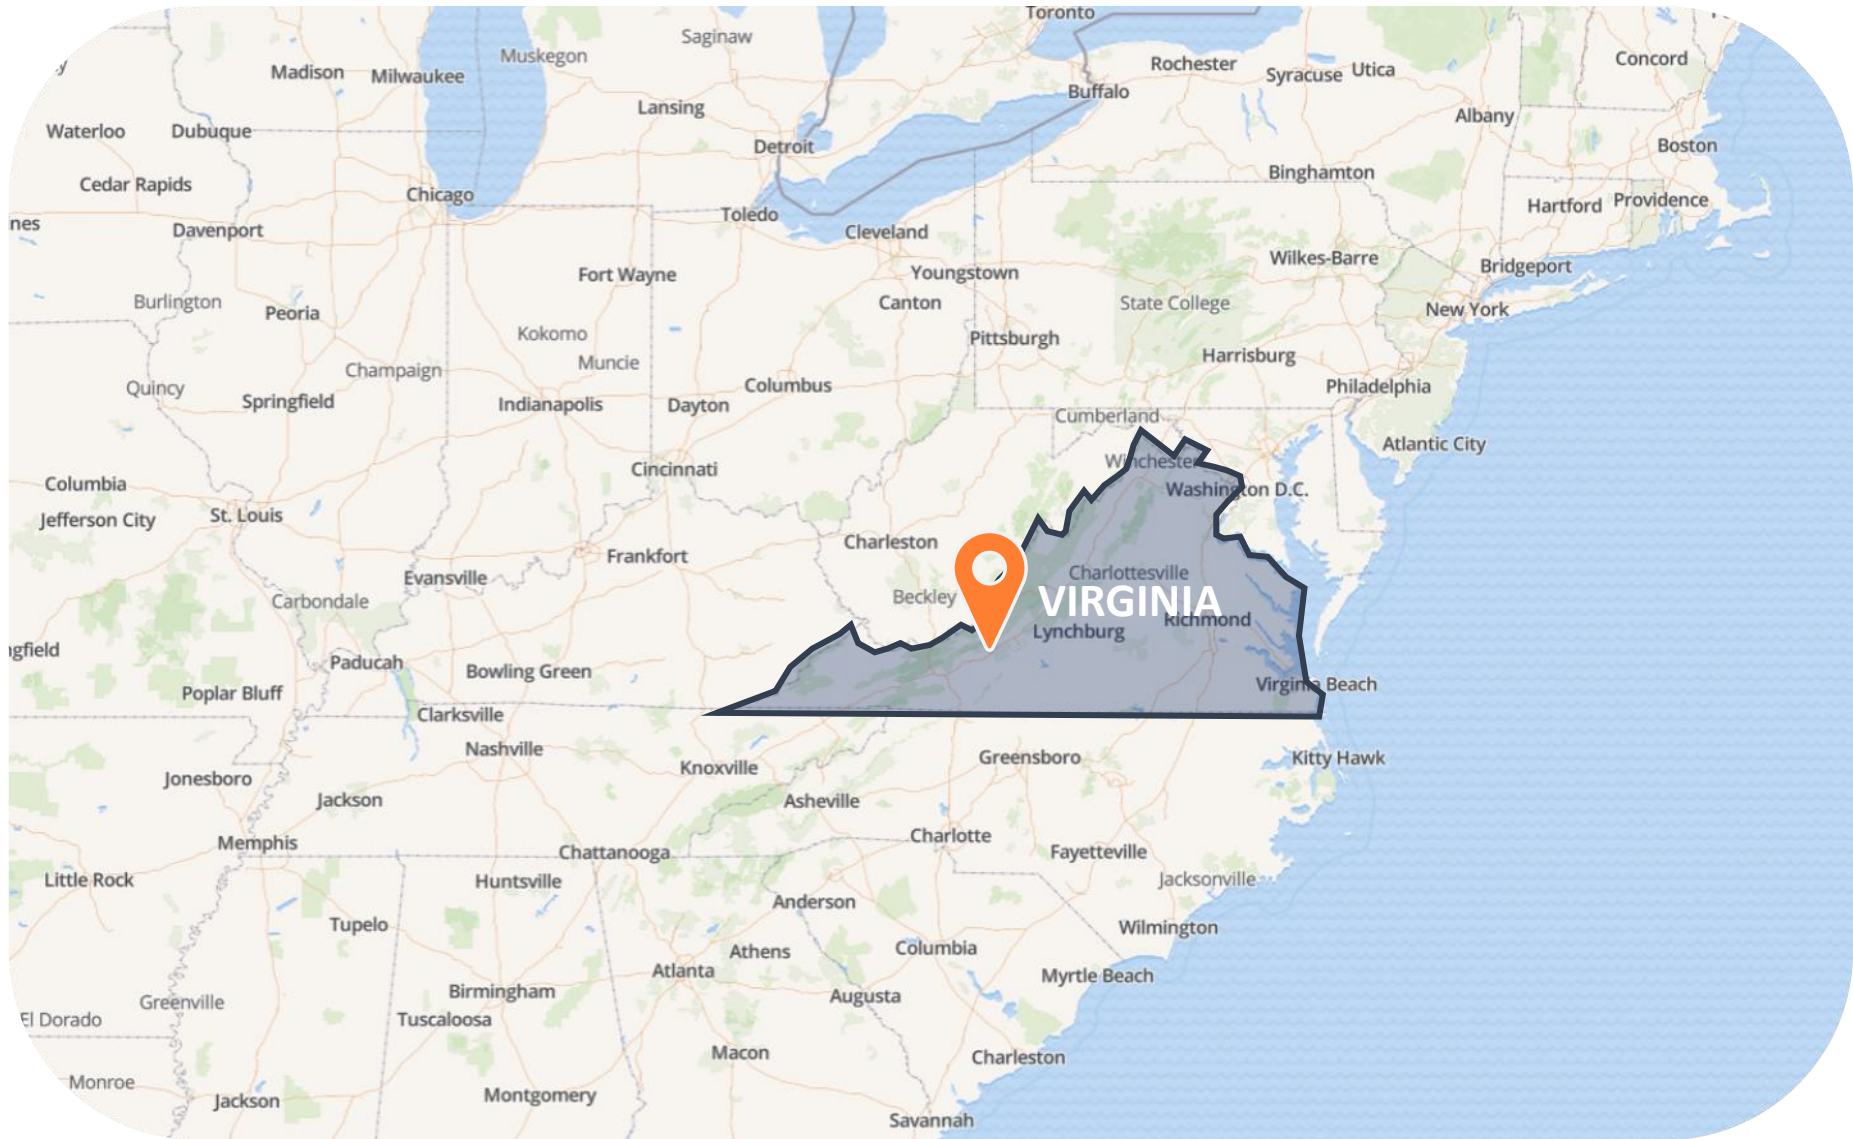 Toronto
Saginaw
Muskegon
Concord
Rochester
Syracuse
Utica
Madison
Milwaukee
Buffalo
Lansing
Albany
Waterloo
Dubuque
Detroit
Boston
Binghamton
Cedar Rapids
Chicago
Hartford
Providence
Toledo
nes
Davenport
Cleveland
Wilkes-Barre
Bridgeport
Fort Wayne
Youngstown
Burlington
Peoria
Canton
State College
New York
Kokomo
Pittsburgh
Muncie
Harrisburg
Champaign
Quincy
Springfield
Columbus
Philadelphia
Indianapolis
Dayton
Cumberland
Atlantic City
Cincinnati
Winchester
Columbia
Washington D.C.
Jefferson City
St. Louis
Charleston
Frankfort
Evansville
Charlottesville
Carbondale
Beckley
VIRGINIA
Richmond
Lynchburg
ngfield
Paducah
Bowling Green
Poplar Bluff
Virginia Beach
Clarksville
Nashville
Knoxville
Greensboro
Kitty Hawk
Jonesboro
Jackson
Asheville
Memphis
Charlotte
Chattanooga
Fayetteville
Little Rock
Huntsville
Jacksonville
Anderson
Tupelo
Wilmington
Athens
Columbia
Atlanta
Myrtle Beach
Birmingham
Augusta
Greenville
El Dorado
Tuscaloosa
Macon
Charleston
Monroe
Jackson
Montgomery
Savannah